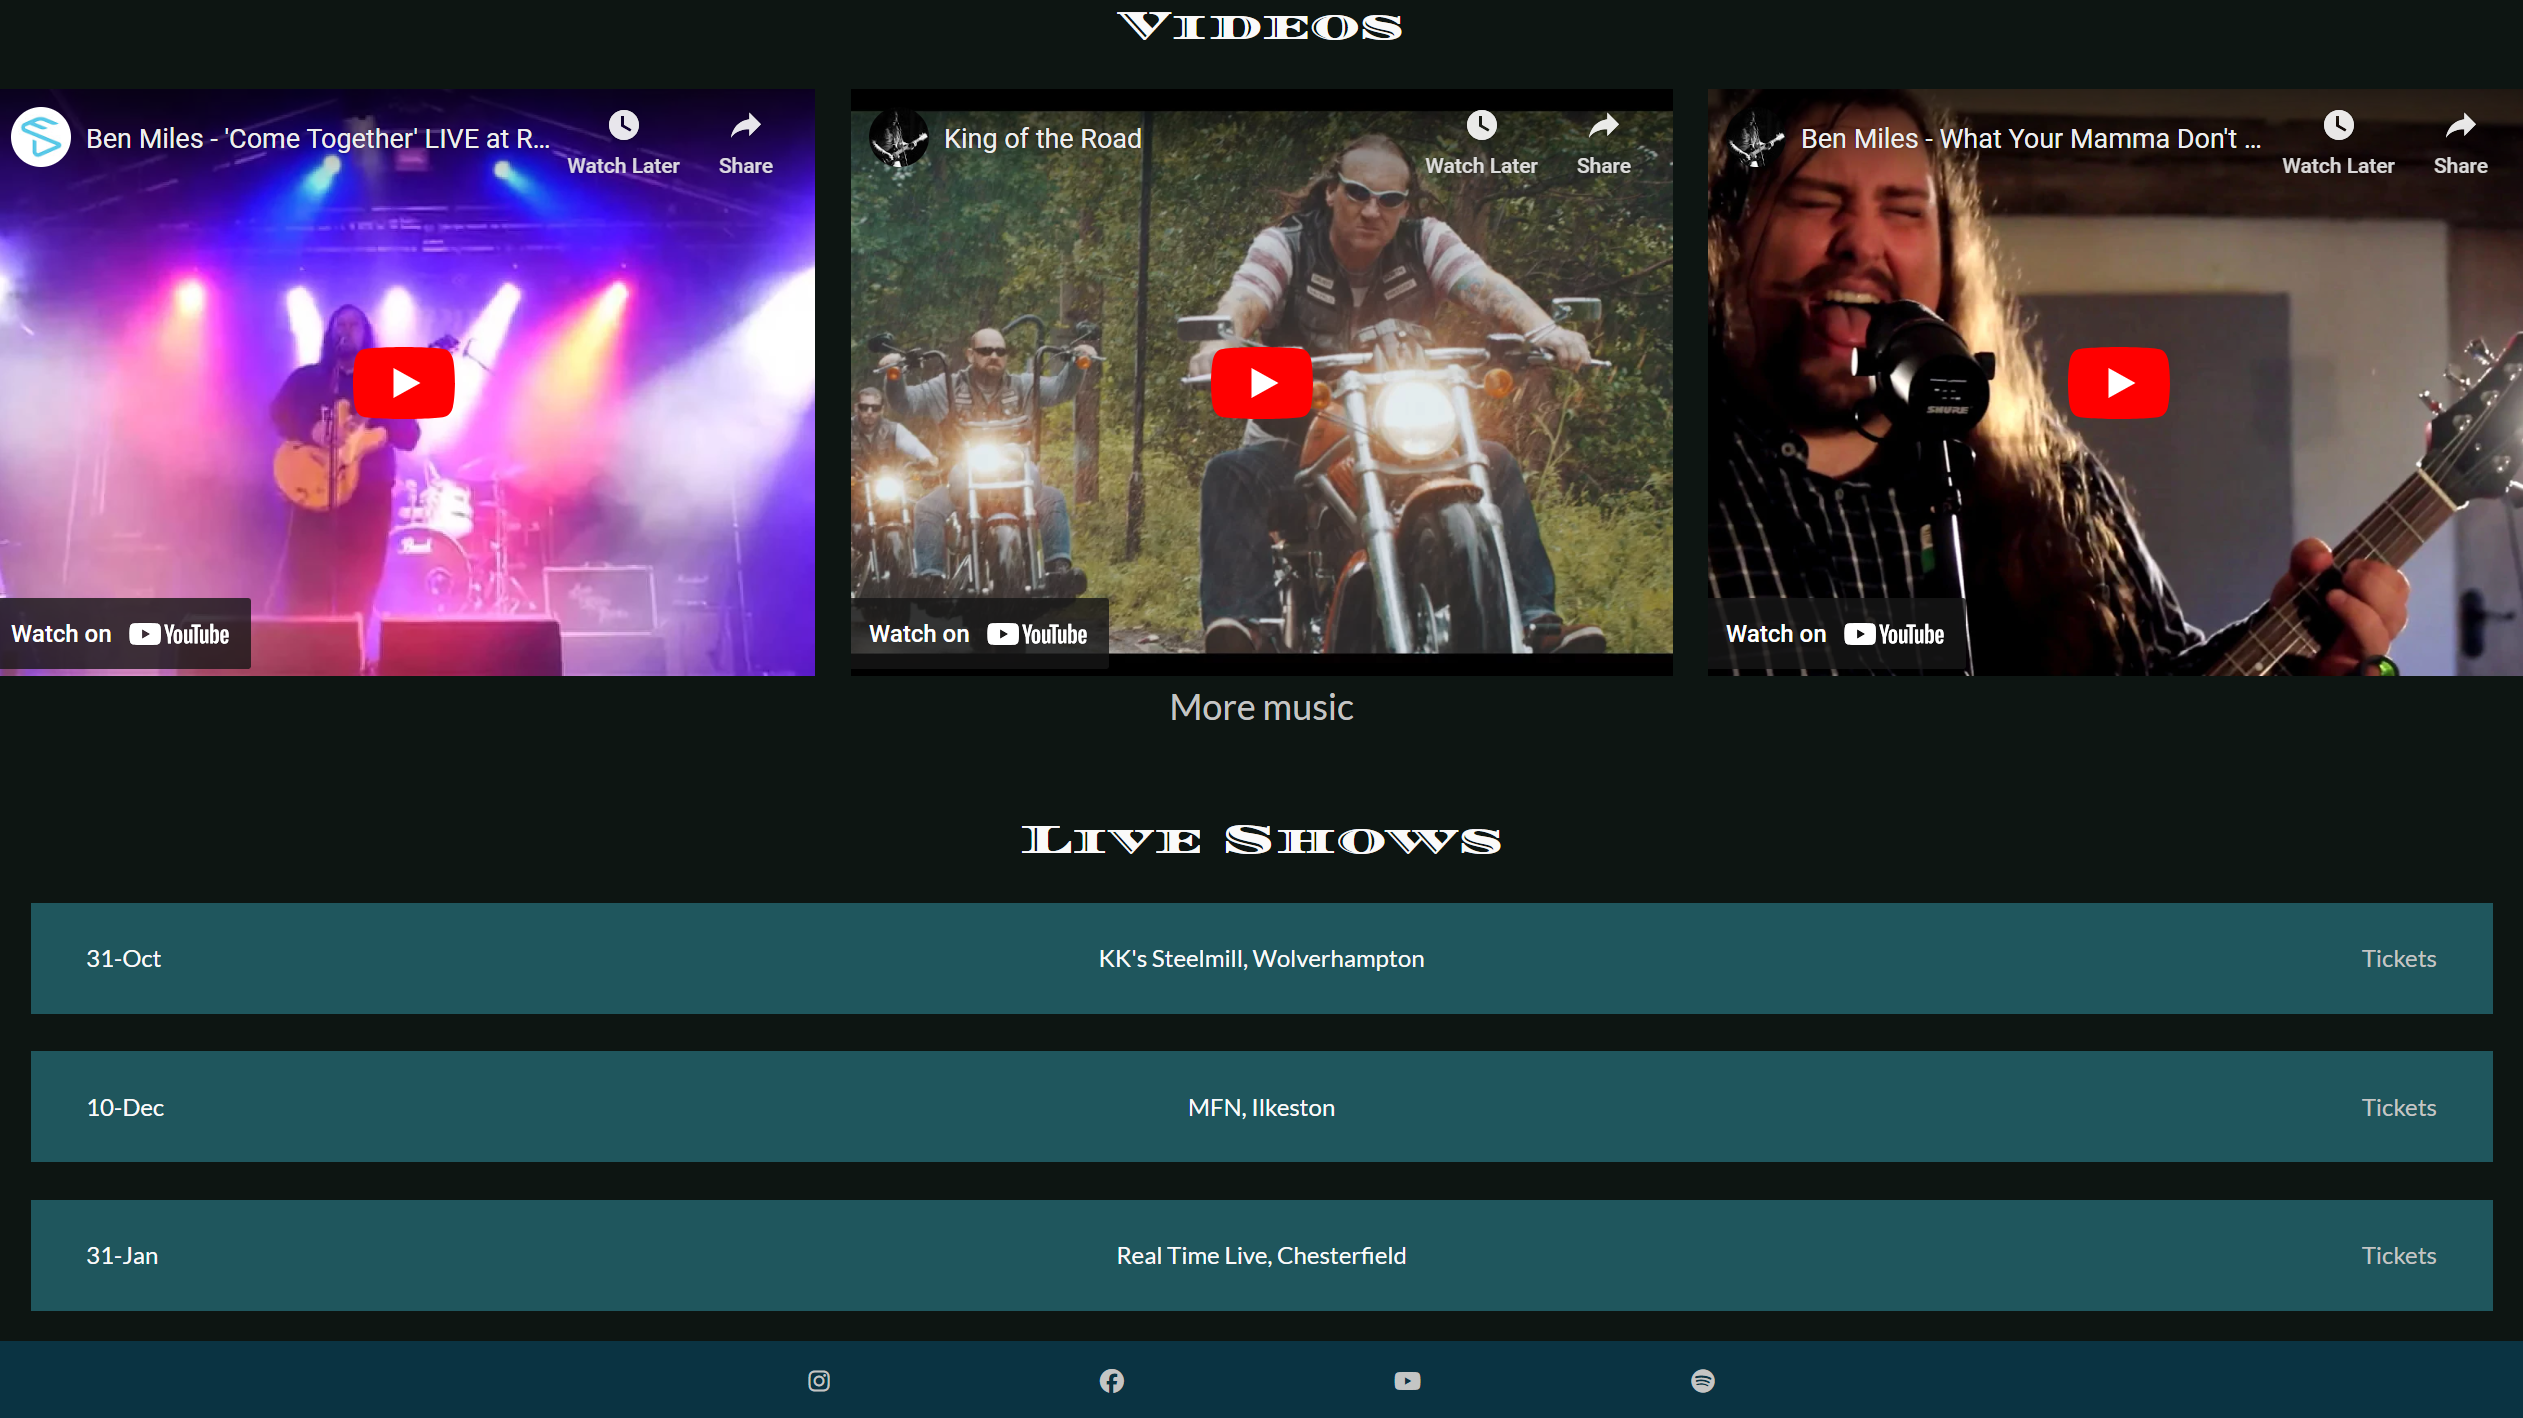 Videos
Ben Miles - 'Come Together' LIVE at R...
Watch Later
Share
King of the Road
Watch Later
Share
Ben Miles - What Your Mamma Don't ...
Watch Later
Share
SHURE
Pearl
Watch on YouTube
Watch on YouTube
Watch on YouTube
More music
Live Shows
31-Oct
KK's Steelmill, Wolverhampton
Tickets
10-Dec
MFN, Ilkeston
Tickets
31-Jan
Real Time Live, Chesterfield
Tickets